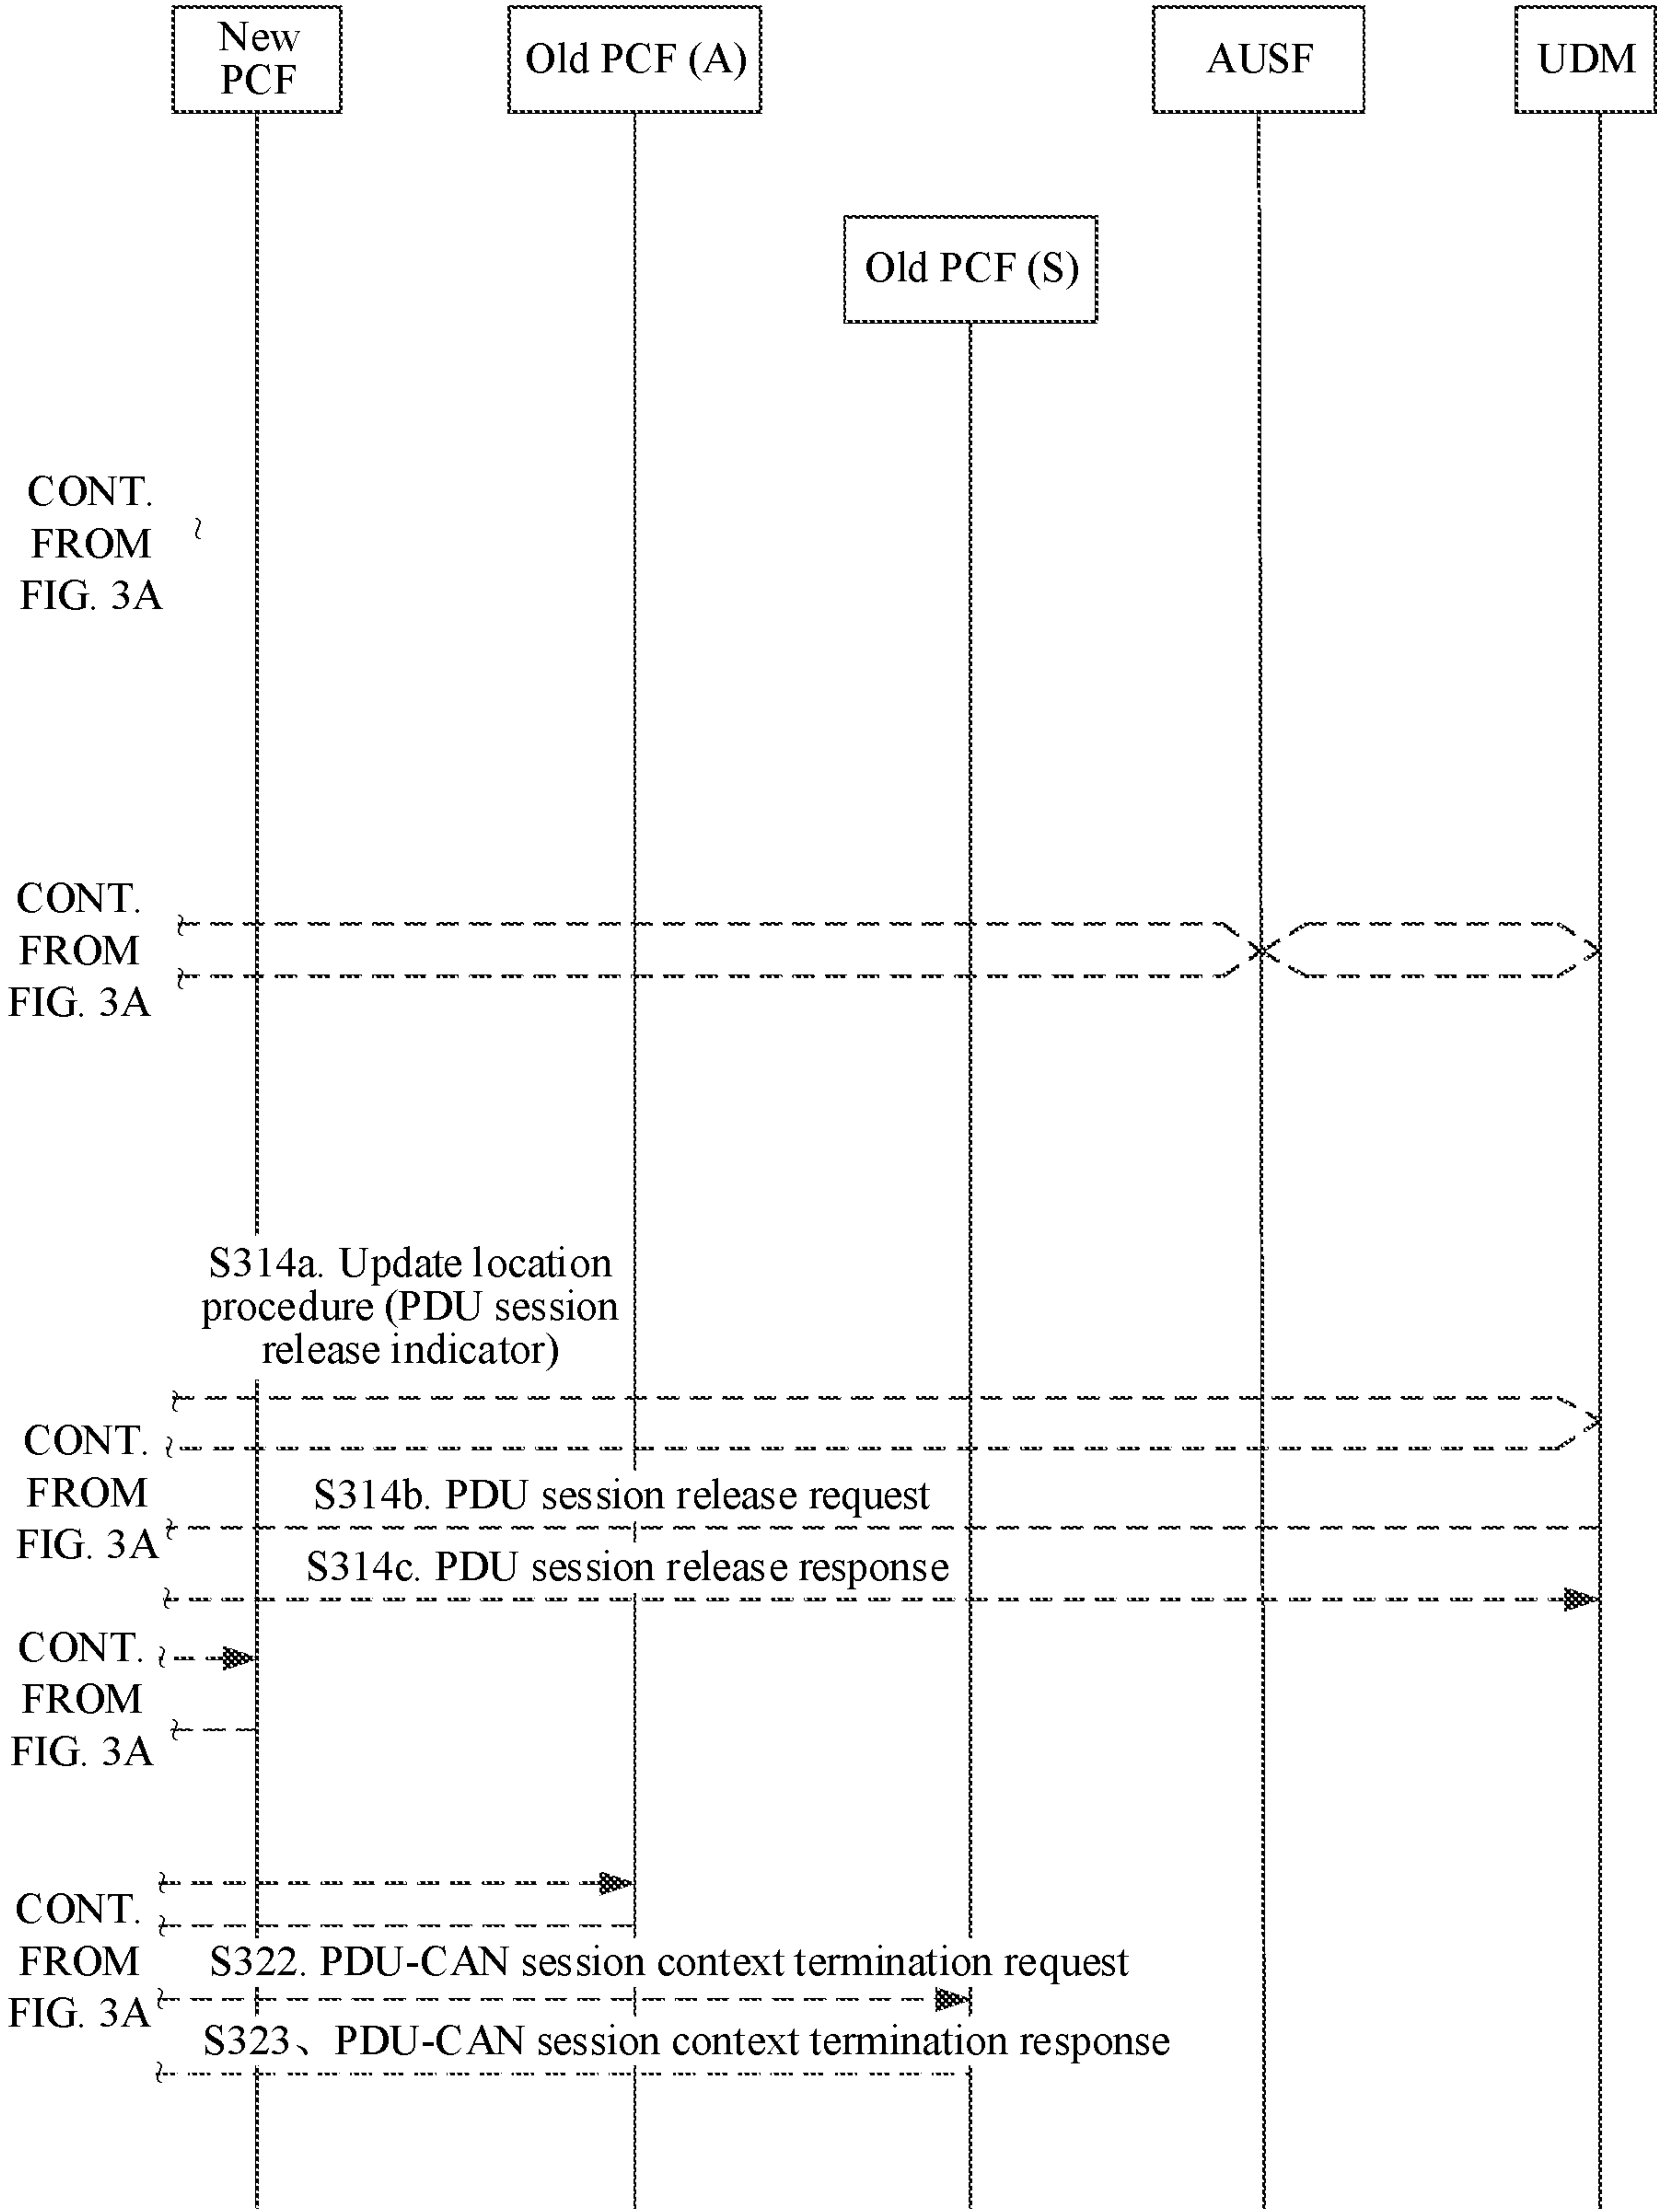 New
PCF
Old PCF (A)
AUSF
UDM
Old PCF (S)
CONT.
FROM
FIG. 3A
CONT.
FROM
FIG. 3A
S314a. Update location
procedure (PDU session
release indicator)
CONT.
FROM
FIG. 3A
S314b. PDU session release request
S314c. PDU session release response
CONT.
FROM
FIG. 3A
CONT.
FROM
FIG. 3A
S322. PDU-CAN session context termination request
S323、PDU-CAN session context termination response